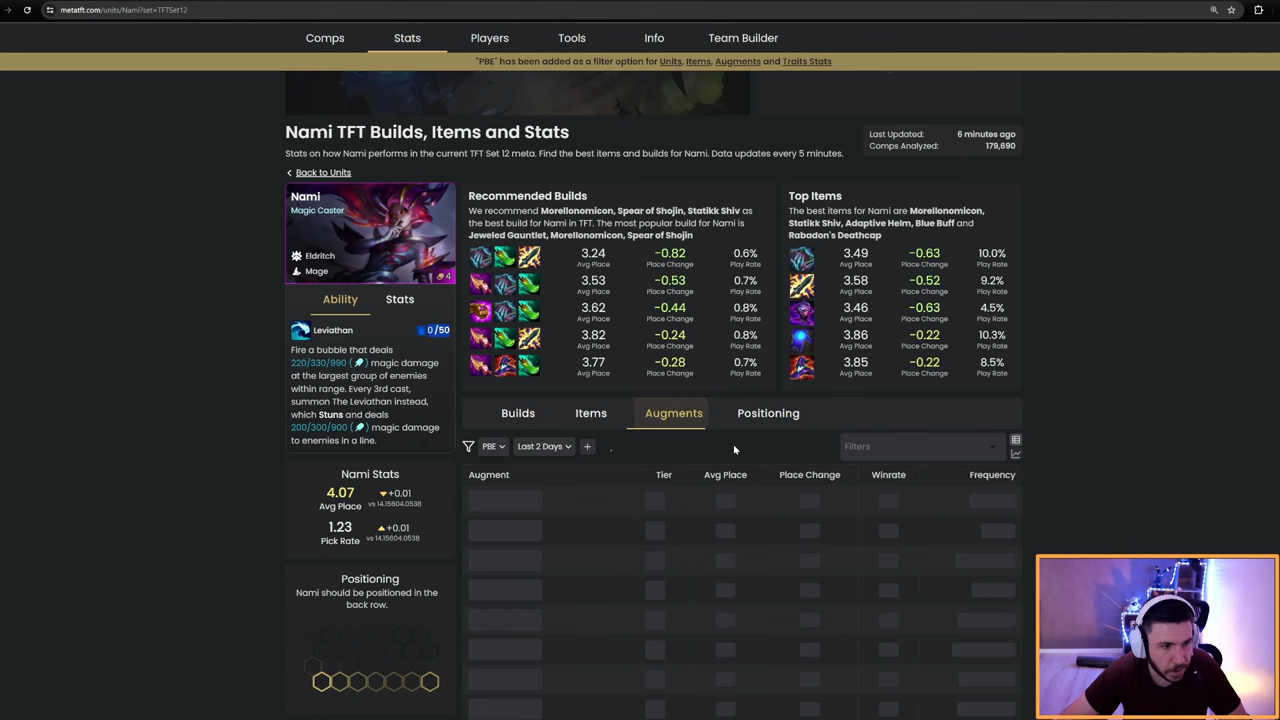 metatft.com/units/Nami?set=TFTSet12
Comps
Stats
Players
Tools
Info
Team Builder
"PBE" has been added as a filter option for Units, Items, Augments and Traits Stats
Nami TFT Builds, Items and Stats
Stats on how Nami performs in the current TFT Set 12 meta. Find the best items and builds for Nami. Data updates every 5 minutes.
Last Updated: 6 minutes ago
Comps Analyzed: 179,690
Back to Units
Nami
Magic Caster
Eldritch
Mage
4
Ability
Stats
Leviathan
0/50
Fire a bubble that deals
220/330/990 ( ) magic damage
at the largest group of enemies
within range. Every 3rd cast,
summon The Leviathan instead,
which Stuns and deals
200/300/900 ( ) magic damage
to enemies in a line.
Nami Stats
4.07
Avg Place
+0.01
vs 14.15604.0538
1.23
Pick Rate
+0.01
vs 14.15604.0538
Positioning
Nami should be positioned in the
back row.
Recommended Builds
We recommend Morellonomicon, Spear of Shojin, Statikk Shiv as
the best build for Nami in TFT. The most popular build for Nami is
Jeweled Gauntlet, Morellonomicon, Spear of Shojin
3.24 -0.82 0.6%
Avg Place Place Change Play Rate
3.53 -0.53 0.7%
Avg Place Place Change Play Rate
3.62 -0.44 0.8%
Avg Place Place Change Play Rate
3.82 -0.24 0.8%
Avg Place Place Change Play Rate
3.77 -0.28 0.7%
Avg Place Place Change Play Rate
Top Items
The best items for Nami are Morellonomicon,
Statikk Shiv, Adaptive Helm, Blue Buff and
Rabadon's Deathcap
3.49 -0.63 10.0%
Avg Place Place Change Play Rate
3.58 -0.52 9.2%
Avg Place Place Change Play Rate
3.46 -0.63 4.5%
Avg Place Place Change Play Rate
3.86 -0.22 10.3%
Avg Place Place Change Play Rate
3.85 -0.22 8.5%
Avg Place Place Change Play Rate
Builds
Items
Augments
Positioning
PBE
Last 2 Days
+
Filters
Augment
Tier
Avg Place
Place Change
Winrate
Frequency